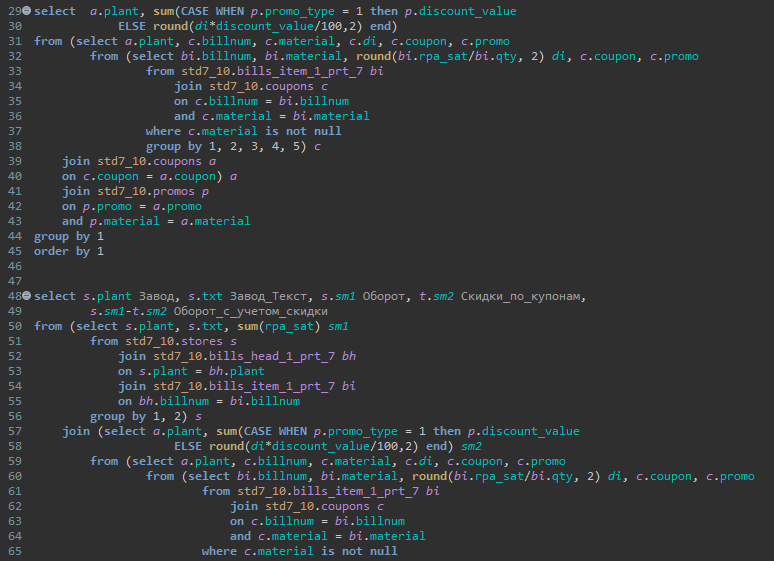 29 select  a.plant, sum(CASE WHEN p.promo_type = 1 then p.discount_value
30             ELSE round(di*discount_value/100,2) end)
31 from (select a.plant, c.billnum, c.material, c.di, c.coupon, c.promo
32         from (select bi.billnum, bi.material, round(bi.rpa_sat/bi.qty, 2) di, c.coupon, c.promo
33                 from std7_10.bills_item_1_prt_7 bi
34                     join std7_10.coupons c
35                     on c.billnum = bi.billnum
36                     and c.material = bi.material
37                 where c.material is not null
38                 group by 1, 2, 3, 4, 5) c
39     join std7_10.coupons a
40     on c.coupon = a.coupon) a
41     join std7_10.promos p
42     on p.promo = a.promo
43     and p.material = a.material
44 group by 1
45 order by 1
46
47
48 select s.plant Завод, s.txt Завод_Текст, s.sm1 Оборот, t.sm2 Скидки_по_купонам,
49         s.sm1-t.sm2 Оборот_с_учетом_скидки
50 from (select s.plant, s.txt, sum(rpa_sat) sm1
51         from std7_10.stores s
52             join std7_10.bills_head_1_prt_7 bh
53             on s.plant = bh.plant
54             join std7_10.bills_item_1_prt_7 bi
55             on bh.billnum = bi.billnum
56         group by 1, 2) s
57     join (select a.plant, sum(CASE WHEN p.promo_type = 1 then p.discount_value
58                     ELSE round(di*discount_value/100,2) end) sm2
59         from (select a.plant, c.billnum, c.material, c.di, c.coupon, c.promo
60                 from (select bi.billnum, bi.material, round(bi.rpa_sat/bi.qty, 2) di, c.coupon, c.promo
61                         from std7_10.bills_item_1_prt_7 bi
62                             join std7_10.coupons c
63                             on c.billnum = bi.billnum
64                             and c.material = bi.material
65                         where c.material is not null